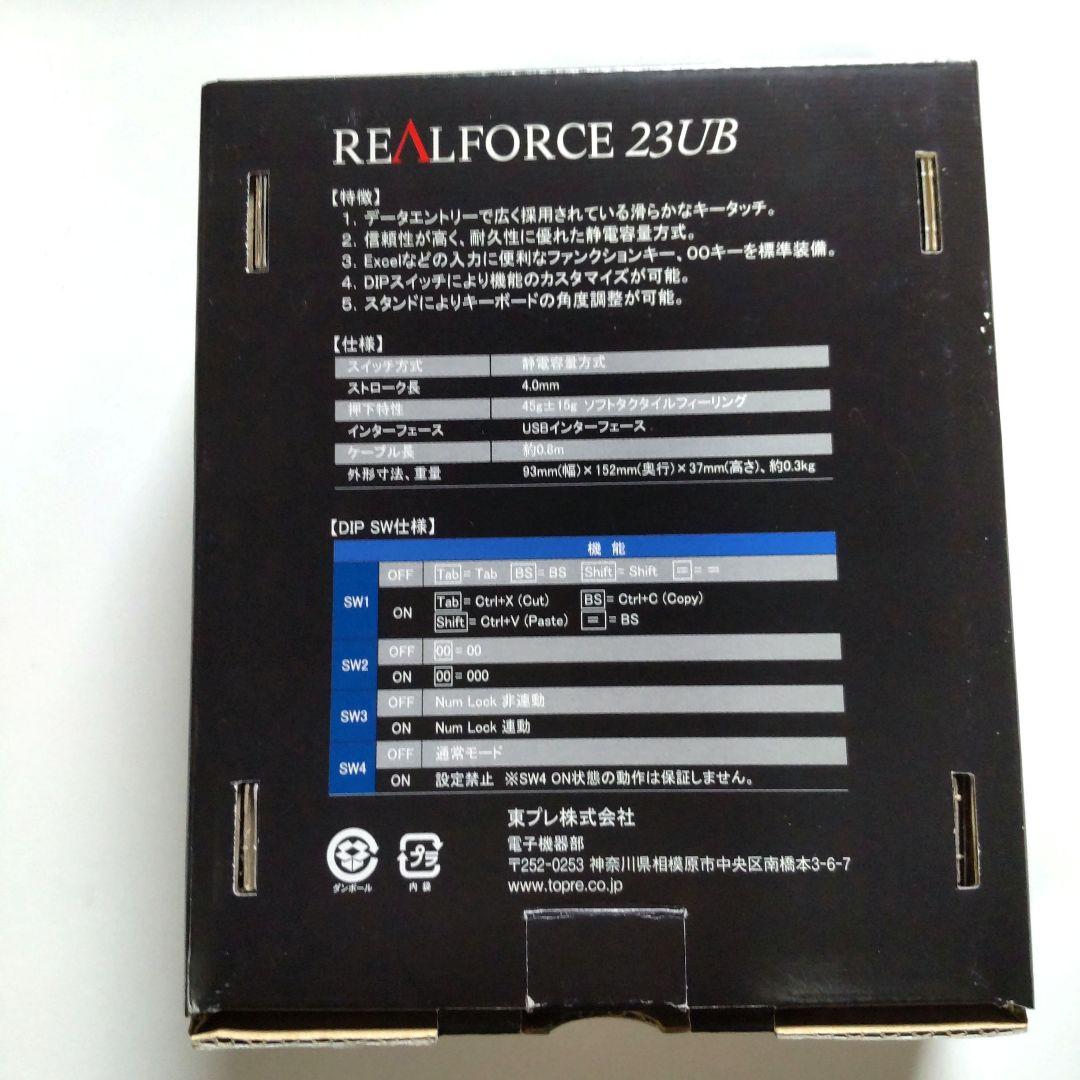 REALFORCE 23UB
【特徴】
1. データエントリーで広く採用されている滑らかなキータッチ。
2. 信頼性が高く、耐久性に優れた静電容量方式。
3. Excelなどの入力に便利なファンクションキー、00キーを標準装備。
4. DIPスイッチにより機能のカスタマイズが可能。
5. スタンドによりキーボードの角度調整が可能。
【仕様】
スイッチ方式 静電容量方式
ストローク長 4.0mm
押下特性 45g±15g ソフトタクタイルフィーリング
インターフェース USBインターフェース
ケーブル長 約0.8m
外形寸法、重量 93mm(幅)×152mm(奥行)×37mm(高さ)、約0.3kg
【DIP SW仕様】
機 能
SW1 OFF Tab = Tab BS = BS Shift = Shift = = =
ON Tab = Ctrl+X (Cut) BS = Ctrl+C (Copy)
Shift = Ctrl+V (Paste) = = BS
SW2 OFF 00 = 00
ON 00 = 000
SW3 OFF Num Lock 非連動
ON Num Lock 連動
SW4 OFF 通常モード
ON 設定禁止 ※SW4 ON状態の動作は保証しません。
東プレ株式会社
電子機器部
〒252-0253 神奈川県相模原市中央区南橋本3-6-7
www.topre.co.jp
ダンボール
プラ
内 袋